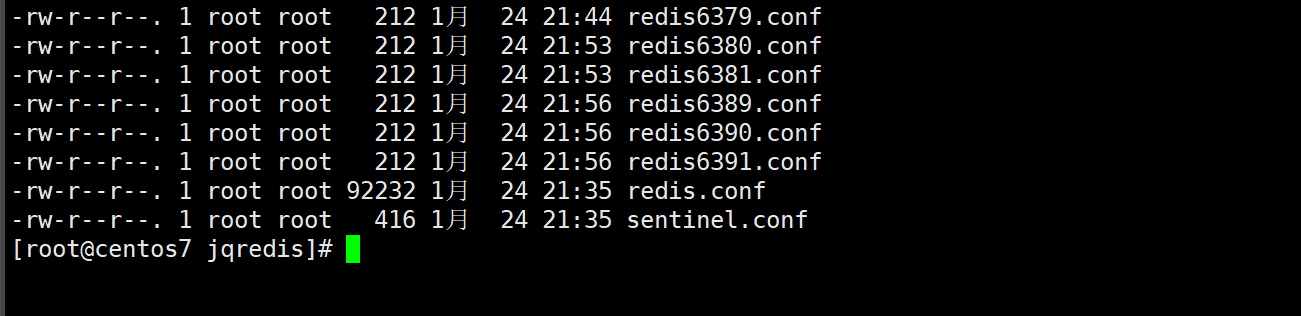 -rw-r--r--. 1 root root   212 1月  24 21:44 redis6379.conf
-rw-r--r--. 1 root root   212 1月  24 21:53 redis6380.conf
-rw-r--r--. 1 root root   212 1月  24 21:53 redis6381.conf
-rw-r--r--. 1 root root   212 1月  24 21:56 redis6389.conf
-rw-r--r--. 1 root root   212 1月  24 21:56 redis6390.conf
-rw-r--r--. 1 root root   212 1月  24 21:56 redis6391.conf
-rw-r--r--. 1 root root 92232 1月  24 21:35 redis.conf
-rw-r--r--. 1 root root   416 1月  24 21:35 sentinel.conf
[root@centos7 jqredis]#